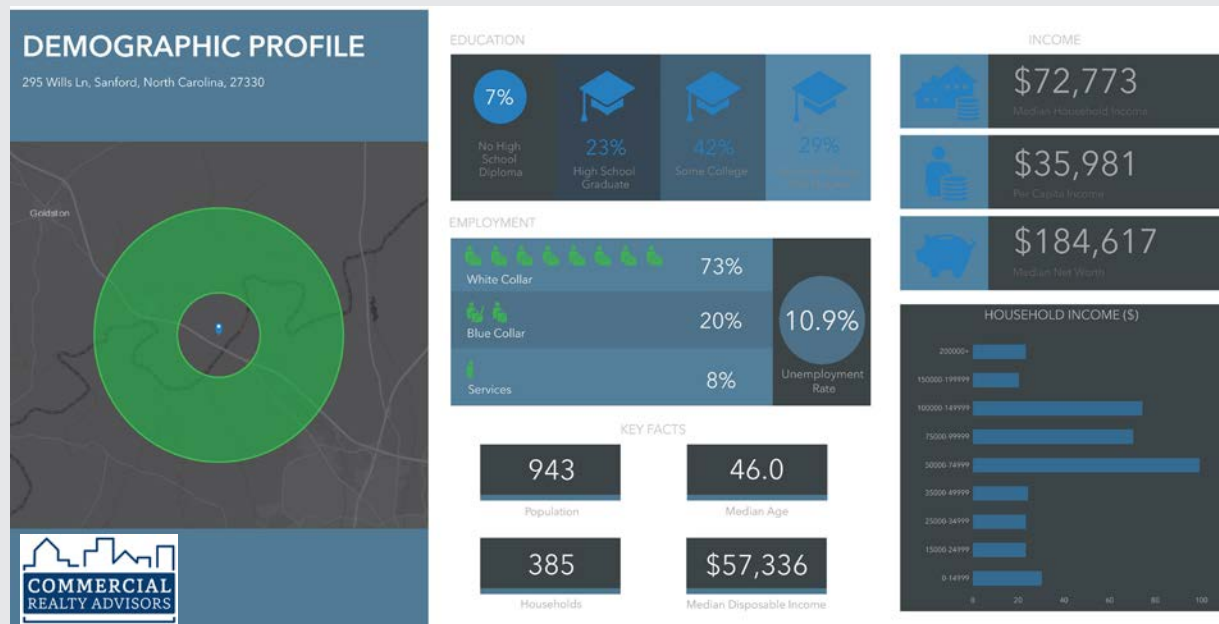 DEMOGRAPHIC PROFILE
295 Wills Ln, Sanford, North Carolina, 27330
Goldston
COMMERCIAL
REALTY ADVISORS
EDUCATION
7%
No High
School
Diploma
23%
High School
Graduate
42%
Some College
29%
EMPLOYMENT
White Collar
73%
Blue Collar
20%
Services
8%
10.9%
Unemployment
Rate
KEY FACTS
943
Population
46.0
Median Age
385
Households
$57,336
Median Disposable Income
INCOME
$72,773
Median Household Income
$35,981
Per Capita Income
$184,617
Median Net Worth
HOUSEHOLD INCOME ($)
200000+
150000-199999
100000-149999
75000-99999
50000-74999
35000-49999
25000-34999
15000-24999
0-14999
0 20 40 60 80 100